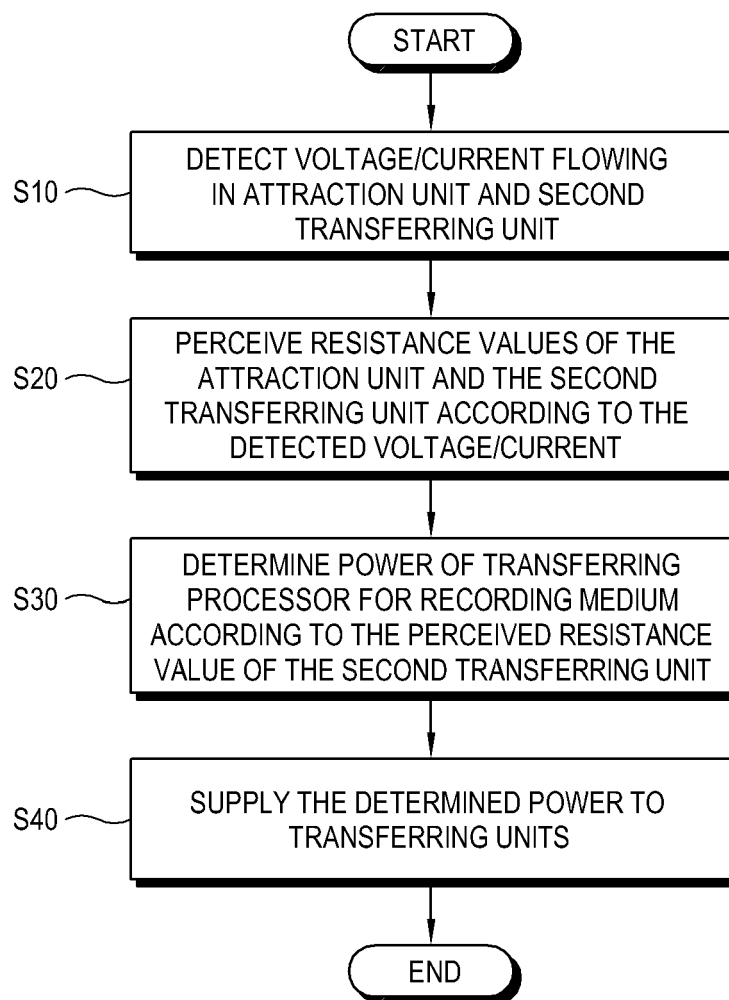 START
S10
DETECT VOLTAGE/CURRENT FLOWING
IN ATTRACTION UNIT AND SECOND
TRANSFERRING UNIT
S20
PERCEIVE RESISTANCE VALUES OF THE
ATTRACTION UNIT AND THE SECOND
TRANSFERRING UNIT ACCORDING TO THE
DETECTED VOLTAGE/CURRENT
S30
DETERMINE POWER OF TRANSFERRING
PROCESSOR FOR RECORDING MEDIUM
ACCORDING TO THE PERCEIVED RESISTANCE
VALUE OF THE SECOND TRANSFERRING UNIT
S40
SUPPLY THE DETERMINED POWER TO
TRANSFERRING UNITS
END